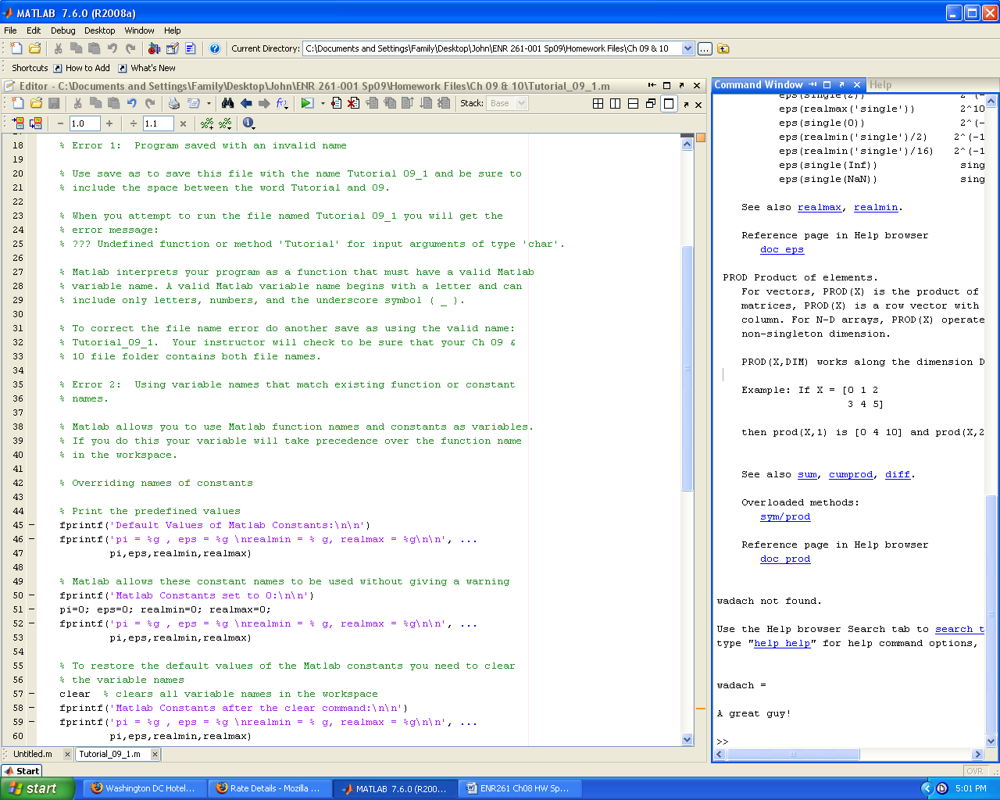 MATLAB  7.6.0 (R2008a)
File Edit Debug Desktop Window Help
Current Directory: C:\Documents and Settings\Family\Desktop\John\ENR 261-001 Sp09\Homework Files\Ch 09 & 10
Shortcuts How to Add What's New
Editor - C:\Documents and Settings\Family\Desktop\John\ENR 261-001 Sp09\Homework Files\Ch 09 & 10\Tutorial_09_1.m
Stack: Base
1.0 1.1
18 % Error 1:  Program saved with an invalid name
19
20 % Use save as to save this file with the name Tutorial 09_1 and be sure to
21 % include the space between the word Tutorial and 09.
22
23 % When you attempt to run the file named Tutorial 09_1 you will get the
24 % error message:
25 % ??? Undefined function or method 'Tutorial' for input arguments of type 'char'.
26
27 % Matlab interprets your program as a function that must have a valid Matlab
28 % variable name. A valid Matlab variable name begins with a letter and can
29 % include only letters, numbers, and the underscore symbol ( _ ).
30
31 % To correct the file name error do another save as using the valid name:
32 % Tutorial_09_1.  Your instructor will check to be sure that your Ch 09 &
33 % 10 file folder contains both file names.
34
35 % Error 2:  Using variable names that match existing function or constant
36 % names.
37
38 % Matlab allows you to use Matlab function names and constants as variables.
39 % If you do this your variable will take precedence over the function name
40 % in the workspace.
41
42 % Overriding names of constants
43
44 % Print the predefined values
45 – fprintf('Default Values of Matlab Constants:\n\n')
46 – fprintf('pi = %g , eps = %g \nrealmin = % g, realmax = %g\n\n', ...
47 pi,eps,realmin,realmax)
48
49 % Matlab allows these constant names to be used without giving a warning
50 – fprintf('Matlab Constants set to 0:\n\n')
51 – pi=0; eps=0; realmin=0; realmax=0;
52 – fprintf('pi = %g , eps = %g \nrealmin = % g, realmax = %g\n\n', ...
53 pi,eps,realmin,realmax)
54
55 % To restore the default values of the Matlab constants you need to clear
56 % the variable names
57 – clear  % clears all variable names in the workspace
58 – fprintf('Matlab Constants after the clear command:\n\n')
59 – fprintf('pi = %g , eps = %g \nrealmin = % g, realmax = %g\n\n', ...
60 pi,eps,realmin,realmax)
Untitled.m Tutorial_09_1.m
Command Window Help
eps(single(2)) 2^(-
eps(realmax('single')) 2^10
eps(single(0)) 2^(-
eps(realmin('single')/2) 2^(-1
eps(realmin('single')/16) 2^(-1
eps(single(Inf)) sing
eps(single(NaN)) sing
See also realmax, realmin.
Reference page in Help browser
doc eps
PROD Product of elements.
For vectors, PROD(X) is the product of
matrices, PROD(X) is a row vector with
column. For N-D arrays, PROD(X) operate
non-singleton dimension.
PROD(X,DIM) works along the dimension D
Example: If X = [0 1 2
3 4 5]
then prod(X,1) is [0 4 10] and prod(X,2
See also sum, cumprod, diff.
Overloaded methods:
sym/prod
Reference page in Help browser
doc prod
wadach not found.
Use the Help browser Search tab to search t
type "help help" for help command options,
wadach =
A great guy!
>>
Start OVR
start Washington DC Hotel... Rate Details - Mozilla ... MATLAB  7.6.0 (R200... ENR261 Ch08 HW Sp... 5:01 PM